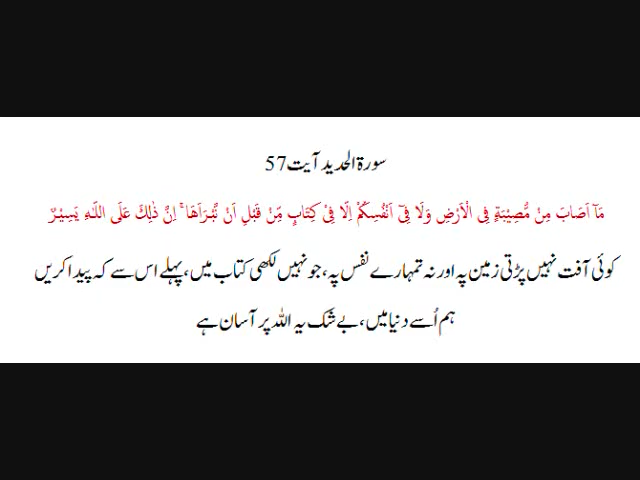 سورۃ الحدید آیت 57
مَآ اَصَابَ مِنْ مُّصِیْبَةٍ فِی الْاَرْضِ وَلَا فِیْٓ اَنْفُسِكُمْ اِلَّا فِیْ كِتَابٍ مِّنْ قَبْلِ اَنْ نَّبْرَاَهَا ۚ اِنَّ ذٰلِكَ عَلَی اللّٰهِ یَسِیْرٌ
کوئی آفت نہیں پڑتی زمین پہ اور نہ تمہارے نفس پہ، جو نہیں لکھی کتاب میں، پہلے اس سے کہ پیدا کریں
ہم اُسے دنیا میں، بے شک یہ اللہ پر آسان ہے